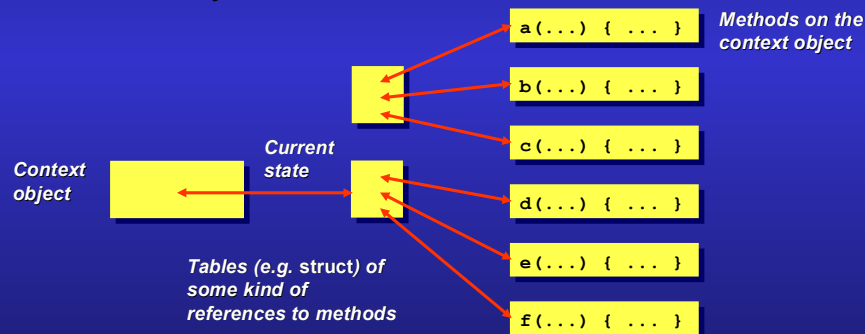 a(...) { ... }
Methods on the
context object
b(...) { ... }
c(...) { ... }
Current
state
Context
object
d(...) { ... }
e(...) { ... }
Tables (e.g. struct) of
some kind of
references to methods
f(...) { ... }